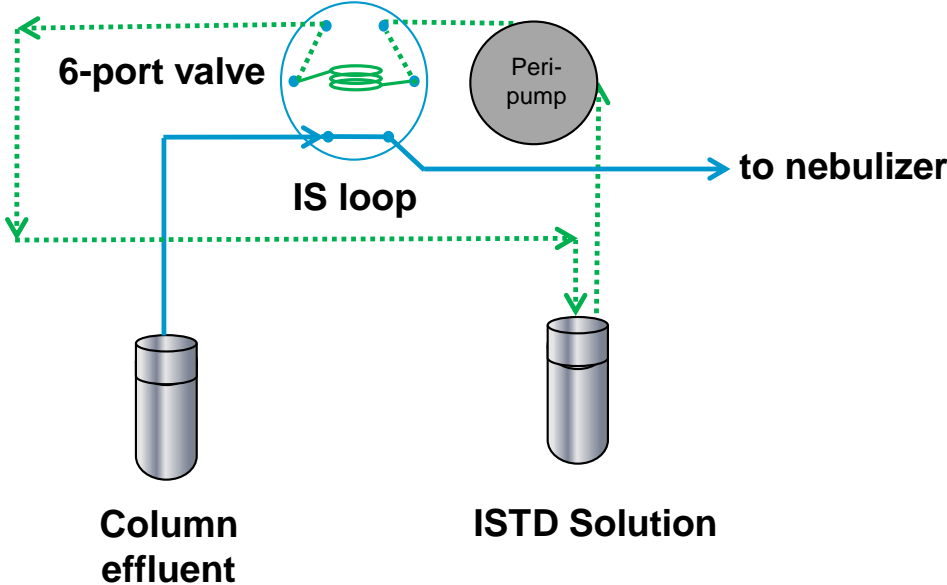 6-port valve
Peri-
pump
to nebulizer
IS loop
Column
effluent
ISTD Solution